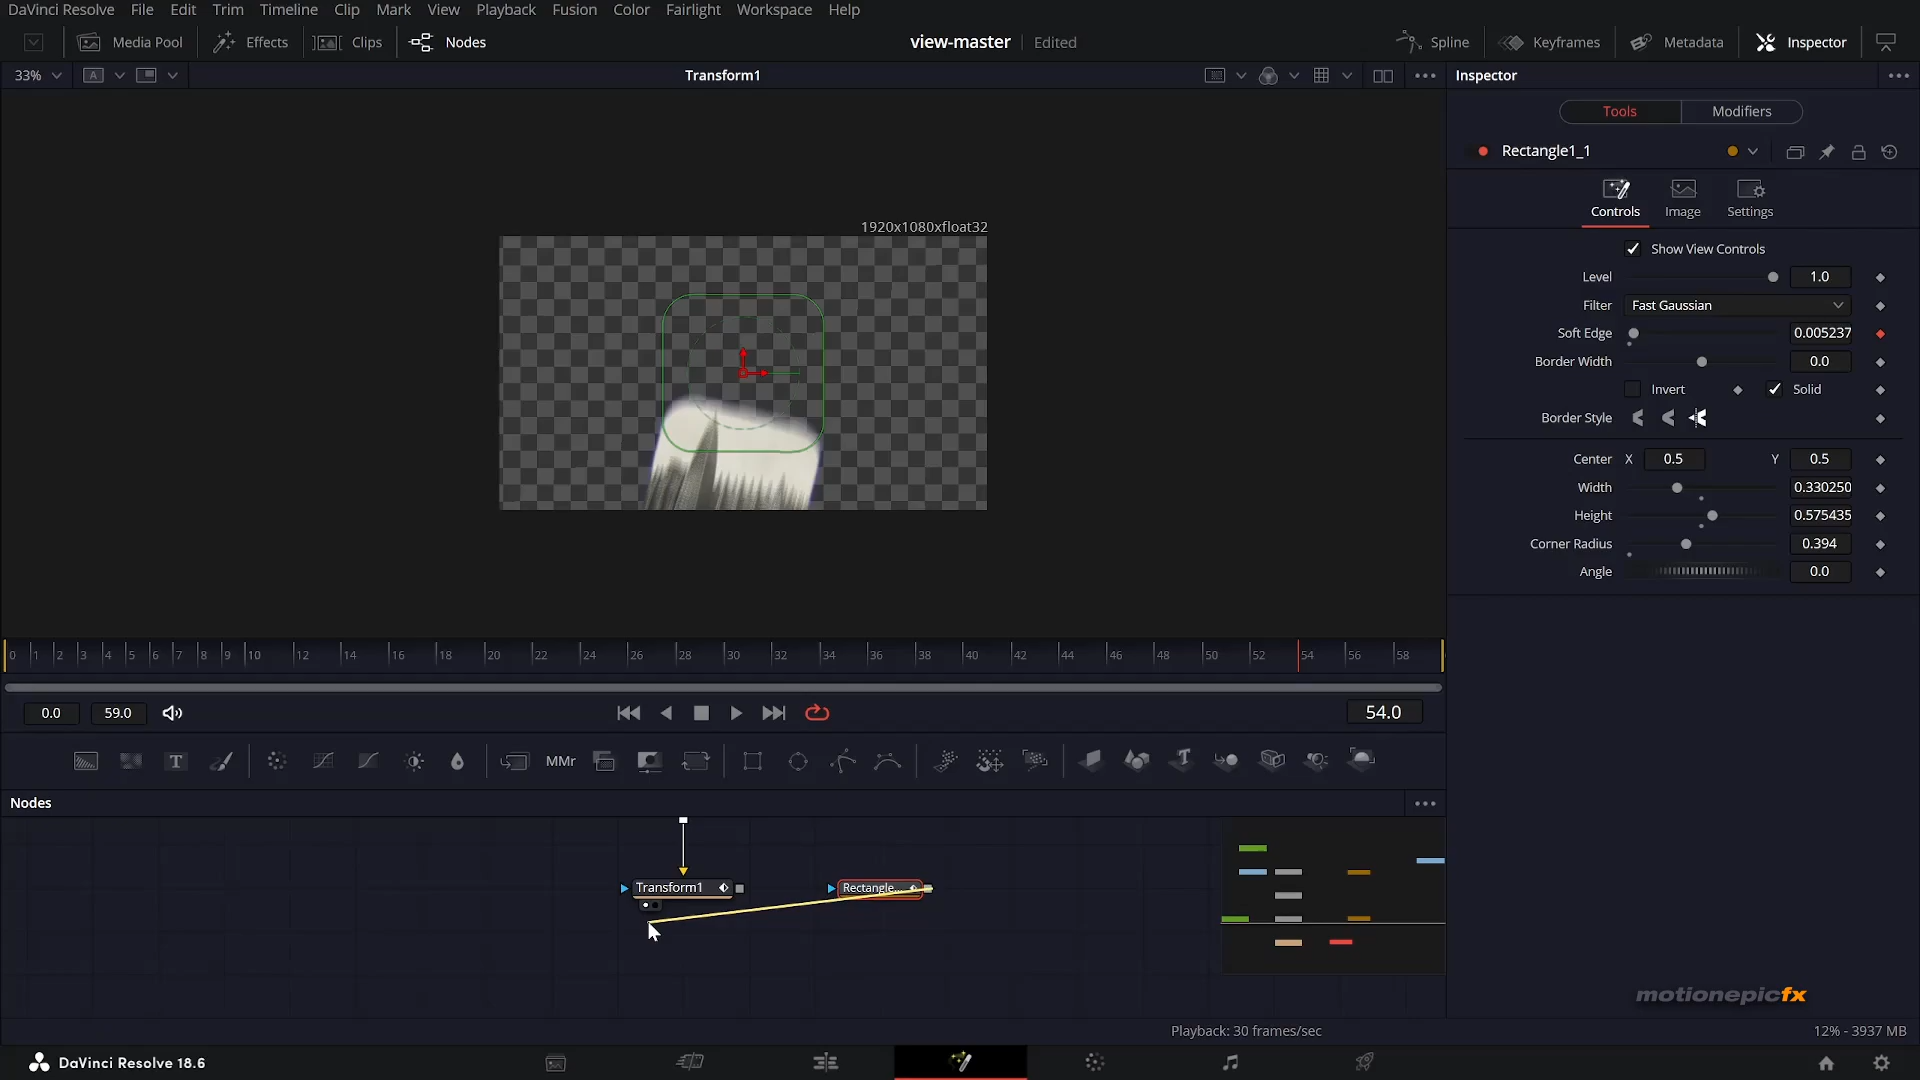 DaVinci Resolve File Edit Trim Timeline Clip Mark View Playback Fusion Color Fairlight Workspace Help
Media Pool Effects Clips Nodes view-master Edited Spline Keyframes Metadata Inspector
33% A Transform1 Inspector
Tools Modifiers
Rectangle1_1
Controls Image Settings
1920x1080xfloat32
Show View Controls
Level 1.0
Filter Fast Gaussian
Soft Edge 0.005237
Border Width 0.0
Invert Solid
Border Style
Center X 0.5 Y 0.5
Width 0.330250
Height 0.575435
Corner Radius 0.394
Angle 0.0
0 1 2 3 4 5 6 7 8 9 10 12 14 16 18 20 22 24 26 28 30 32 34 36 38 40 42 44 46 48 50 52 54 56 58
0.0 59.0 54.0
T MMr T
Nodes
Transform1 Rectangle...
motionepicfx
Playback: 30 frames/sec 12% - 3937 MB
DaVinci Resolve 18.6